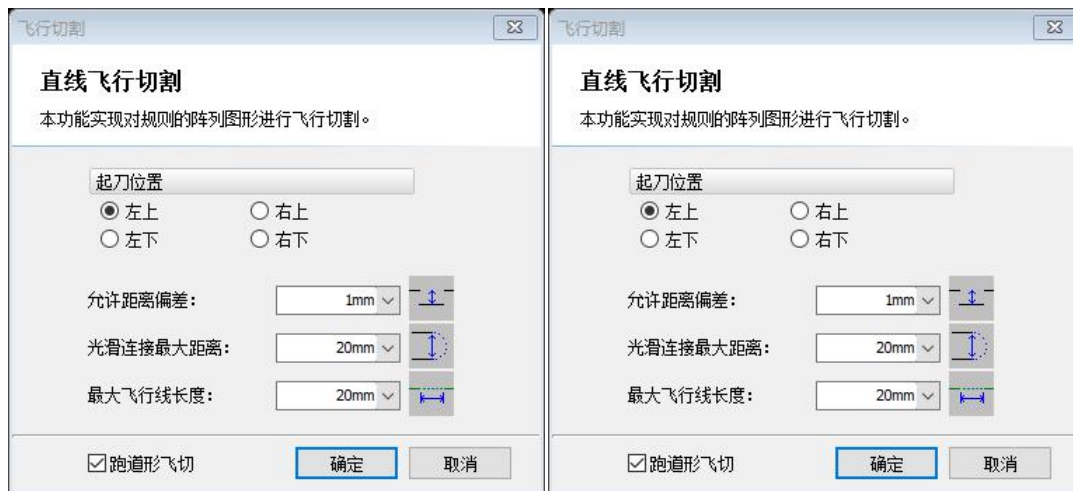 飞行切割
直线飞行切割
本功能实现对规则的阵列图形进行飞行切割。
起刀位置
左上 右上
左下 右下
允许距离偏差： 1mm
光滑连接最大距离： 20mm
最大飞行线长度： 20mm
跑道形飞切 确定 取消
飞行切割
直线飞行切割
本功能实现对规则的阵列图形进行飞行切割。
起刀位置
左上 右上
左下 右下
允许距离偏差： 1mm
光滑连接最大距离： 20mm
最大飞行线长度： 20mm
跑道形飞切 确定 取消